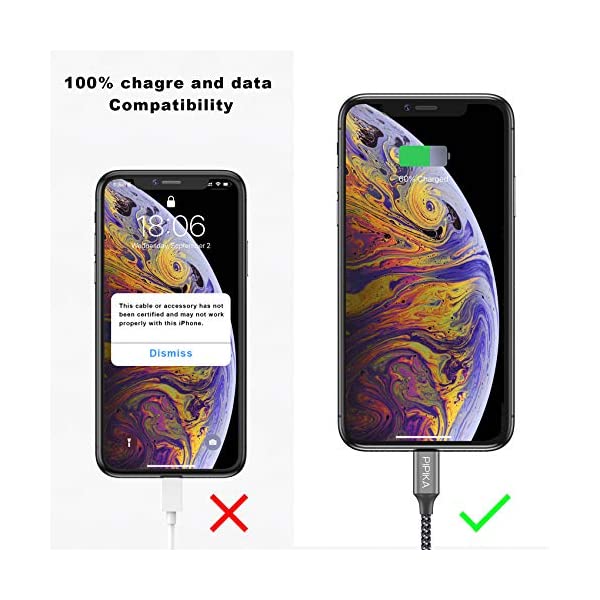 100% chagre and data
Compatibility
18:06
Wednesday, September 2
This cable or accessory has not
been certified and may not work
properly with this iPhone.
Dismiss
60% Charged
PIPIKA